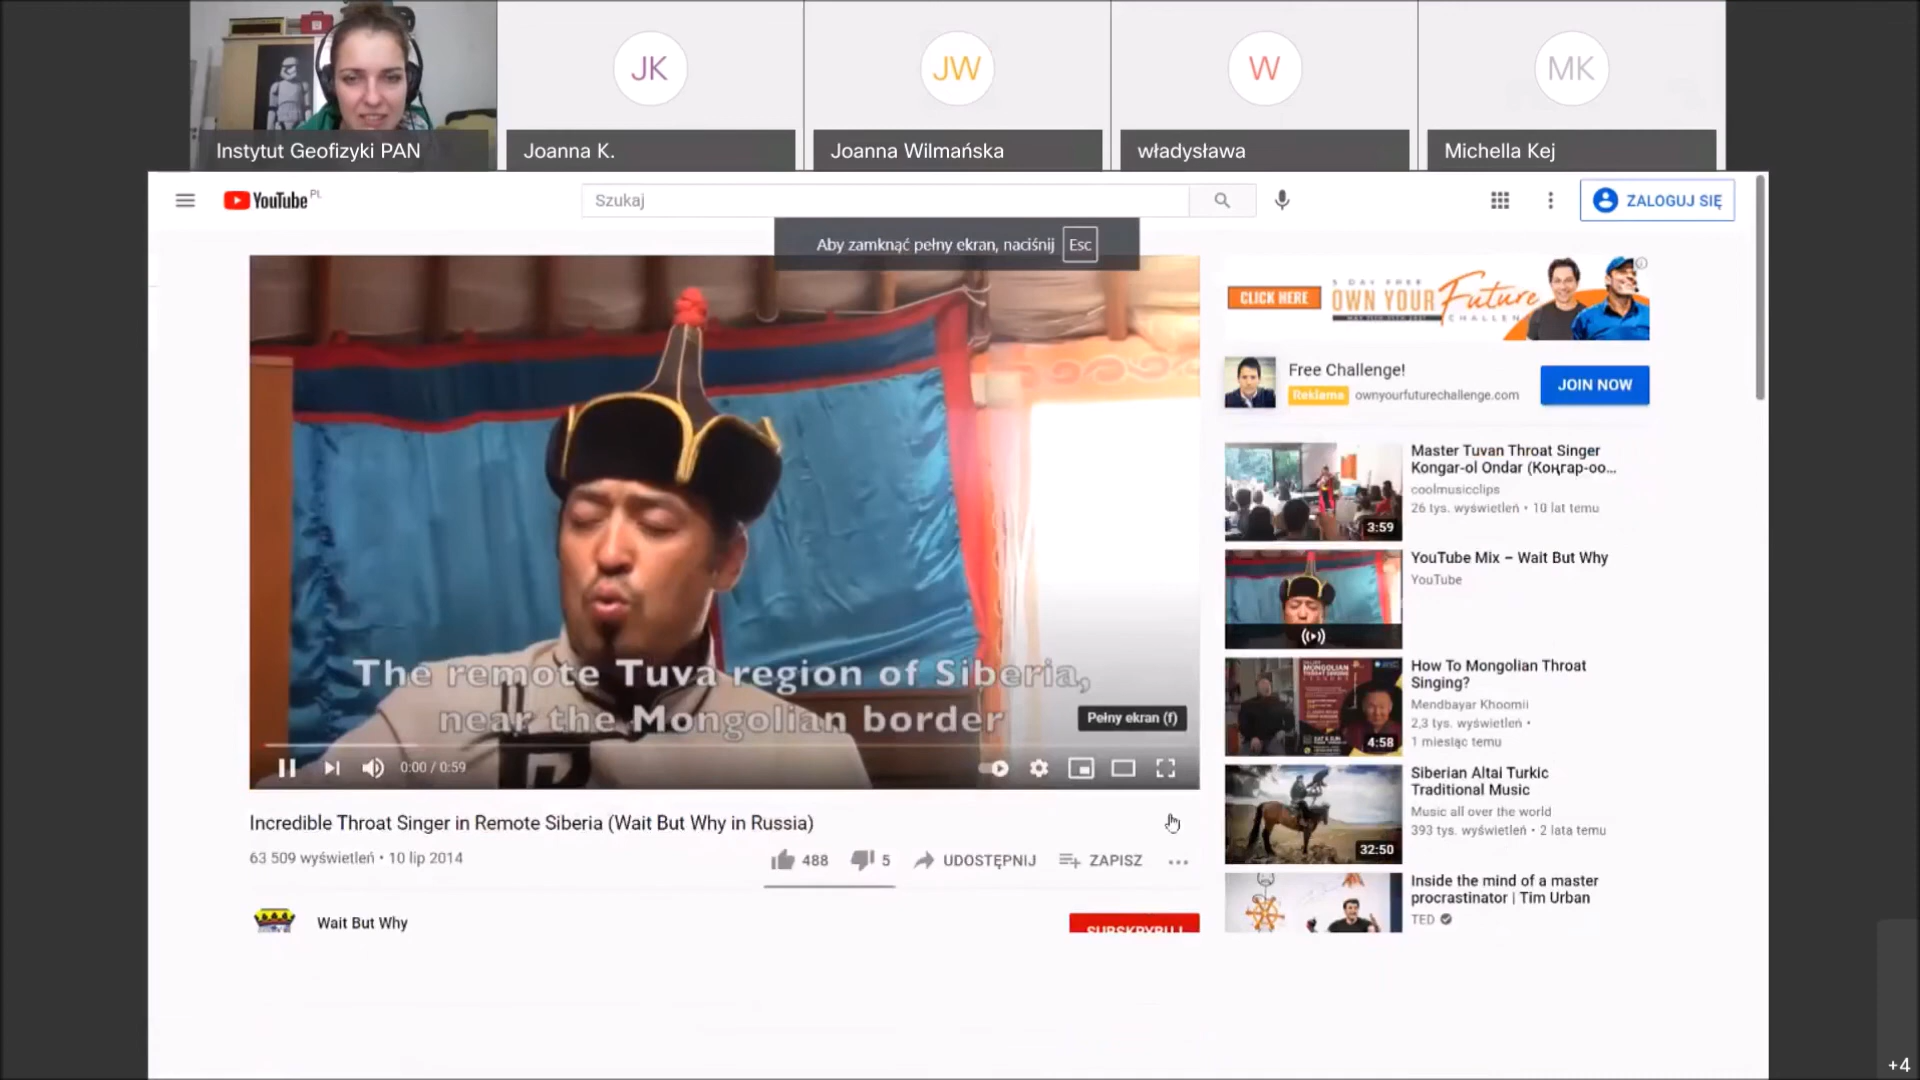 JK
JW
W
MK
Instytut Geofizyki PAN
Joanna K.
Joanna Wilmańska
władysława
Michella Kej
YouTube PL
Szukaj
ZALOGUJ SIĘ
Aby zamknąć pełny ekran, naciśnij Esc
The remote Tuva region of Siberia,
near the Mongolian border
Pełny ekran (f)
0:00 / 0:59
Incredible Throat Singer in Remote Siberia (Wait But Why in Russia)
63 509 wyświetleń • 10 lip 2014
488
5
UDOSTĘPNIJ
ZAPISZ
Wait But Why
SUBSKRYBUJ
CLICK HERE
5 DAY FREE
OWN YOUR Future
Free Challenge!
Reklama ownyourfuturechallenge.com
JOIN NOW
Master Tuvan Throat Singer
Kongar-ol Ondar (Коңгар-оо...
coolmusicclips
26 tys. wyświetleń • 10 lat temu
3:59
YouTube Mix – Wait But Why
YouTube
How To Mongolian Throat
Singing?
Mendbayar Khoomii
2,3 tys. wyświetleń •
1 miesiąc temu
4:58
Siberian Altai Turkic
Traditional Music
Music all over the world
393 tys. wyświetleń • 2 lata temu
32:50
Inside the mind of a master
procrastinator | Tim Urban
TED
+4